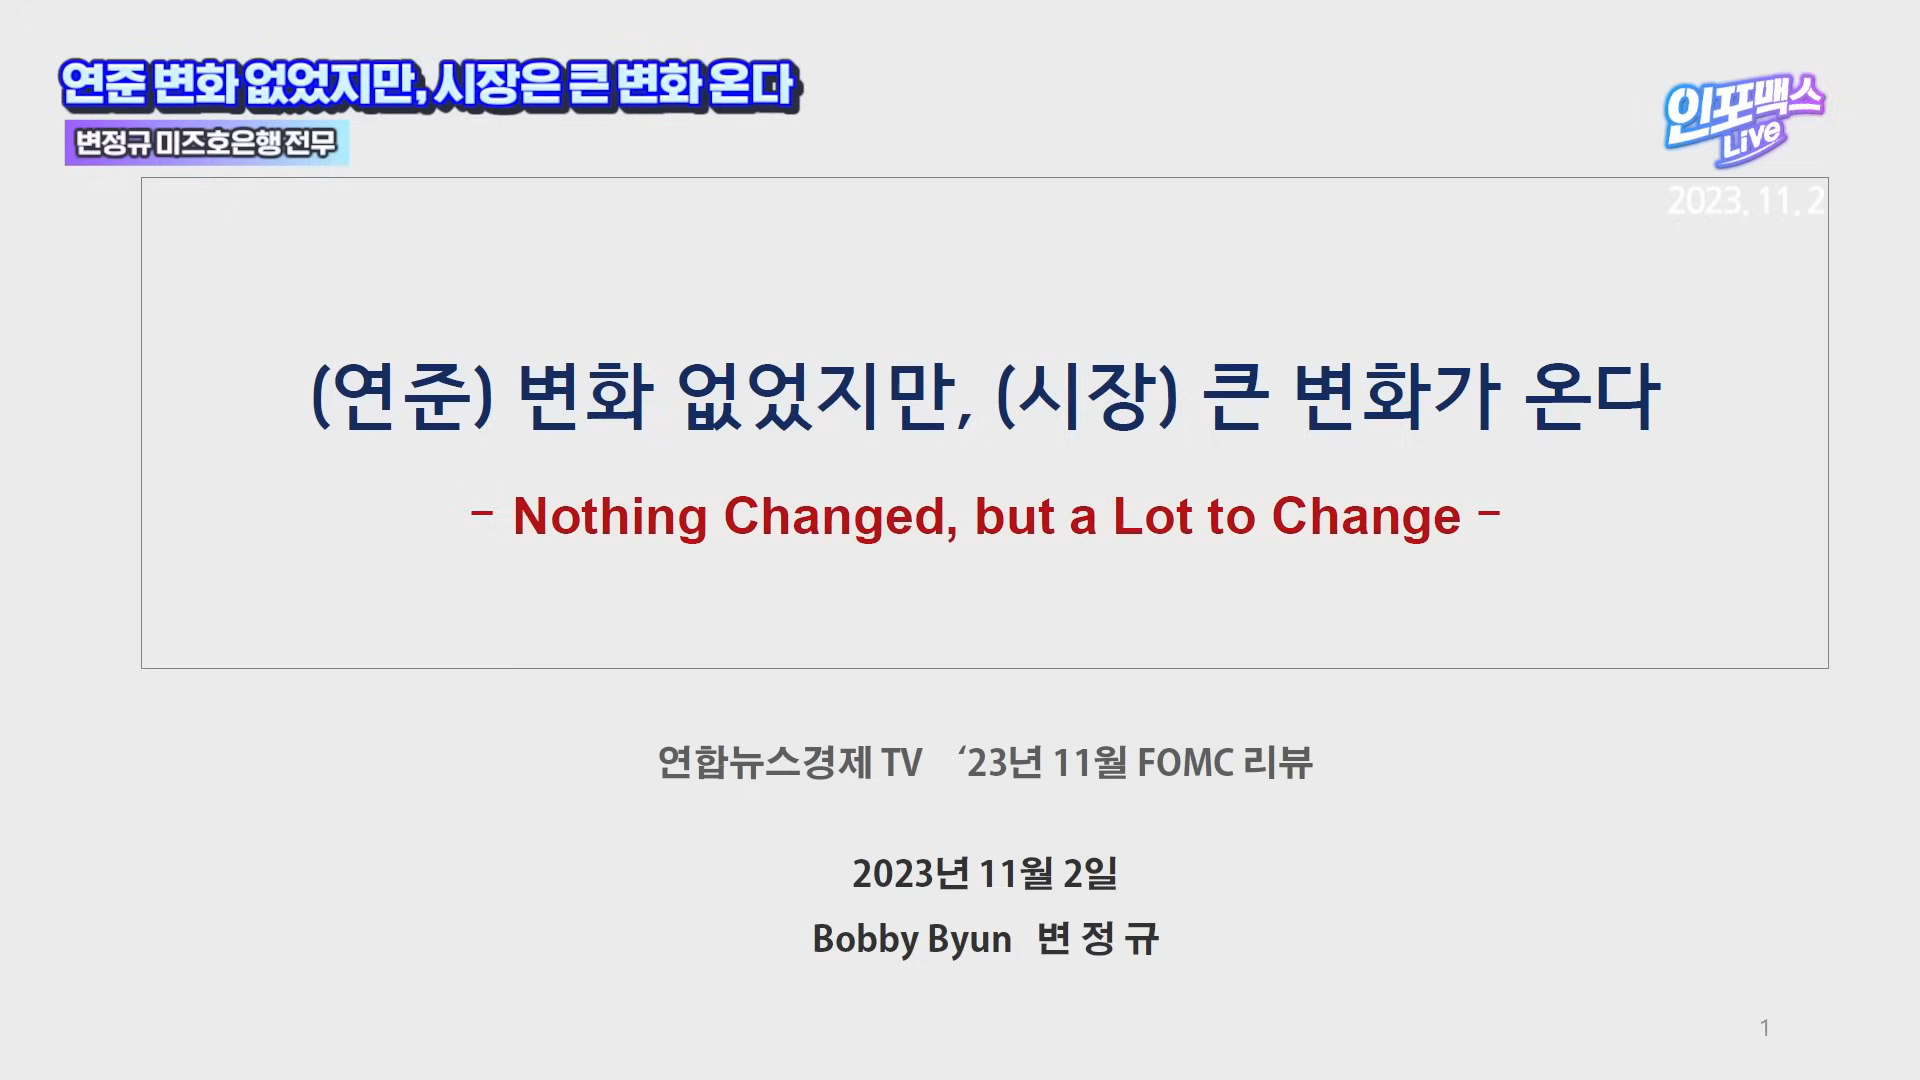 연준 변화 없었지만, 시장은 큰 변화 온다
변정규 미즈호은행 전무
인포맥스
Live
2023. 11. 2
(연준) 변화 없었지만, (시장) 큰 변화가 온다
- Nothing Changed, but a Lot to Change -
연합뉴스경제 TV ‘23년 11월 FOMC 리뷰
2023년 11월 2일
Bobby Byun 변 정 규
1